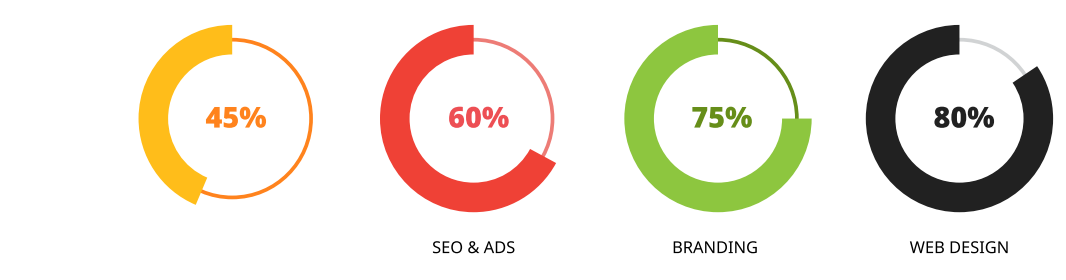 45%
60%
75%
80%
SEO & ADS
BRANDING
WEB DESIGN